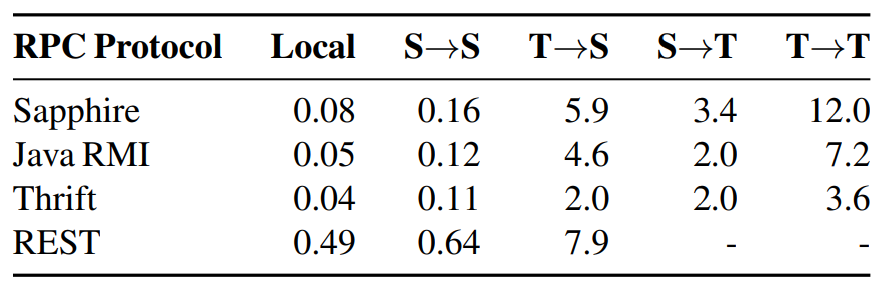 RPC Protocol Local S→S T→S S→T T→T
Sapphire 0.08 0.16 5.9 3.4 12.0
Java RMI 0.05 0.12 4.6 2.0 7.2
Thrift 0.04 0.11 2.0 2.0 3.6
REST 0.49 0.64 7.9 - -